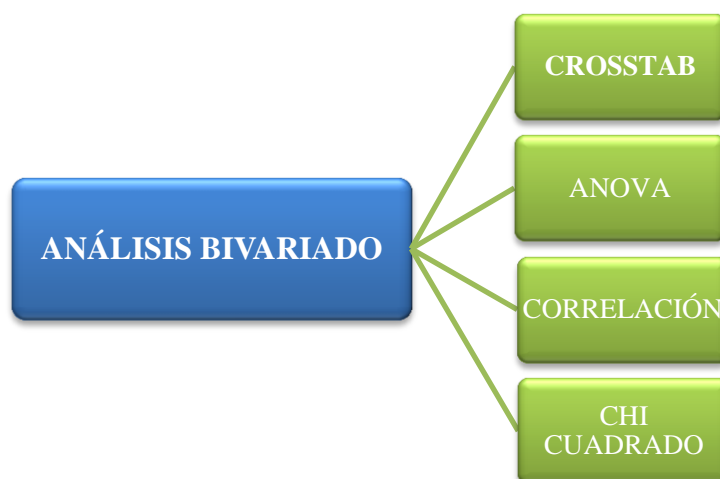 ANÁLISIS BIVARIADO
CROSSTAB
ANOVA
CORRELACIÓN
CHI
CUADRADO